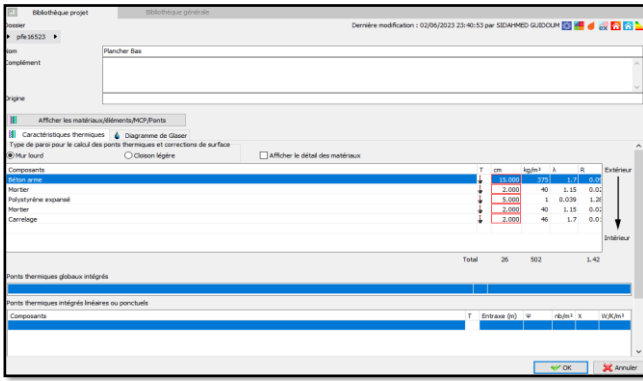 Bibliothèque projet Bibliothèque générale
Dossier Dernière modification : 02/06/2023 23:40:53 par SIDAHMED GUIDOUM
pfe16523
Nom Plancher Bas
Complément
Origine
Afficher les matériaux/éléments/MCP/Ponts
Caractéristiques thermiques Diagramme de Glaser
Type de paroi pour le calcul des ponts thermiques et corrections de surface
Mur lourd Cloison légère Afficher le détail des matériaux
Composants T cm kg/m² λ R Extérieur
Béton arme 15.000 375 1.7 0.09
Mortier 2.000 40 1.15 0.02
Polystyrène expansé 5.000 1 0.039 1.28
Mortier 2.000 40 1.15 0.02
Carrelage 2.000 46 1.7 0.01
Intérieur
Total 26 502 1.42
Ponts thermiques globaux intégrés
Ponts thermiques intégrés linéaires ou ponctuels
Composants T Entraxe (m) Ψ nb/m² X W/K/m²
OK Annuler